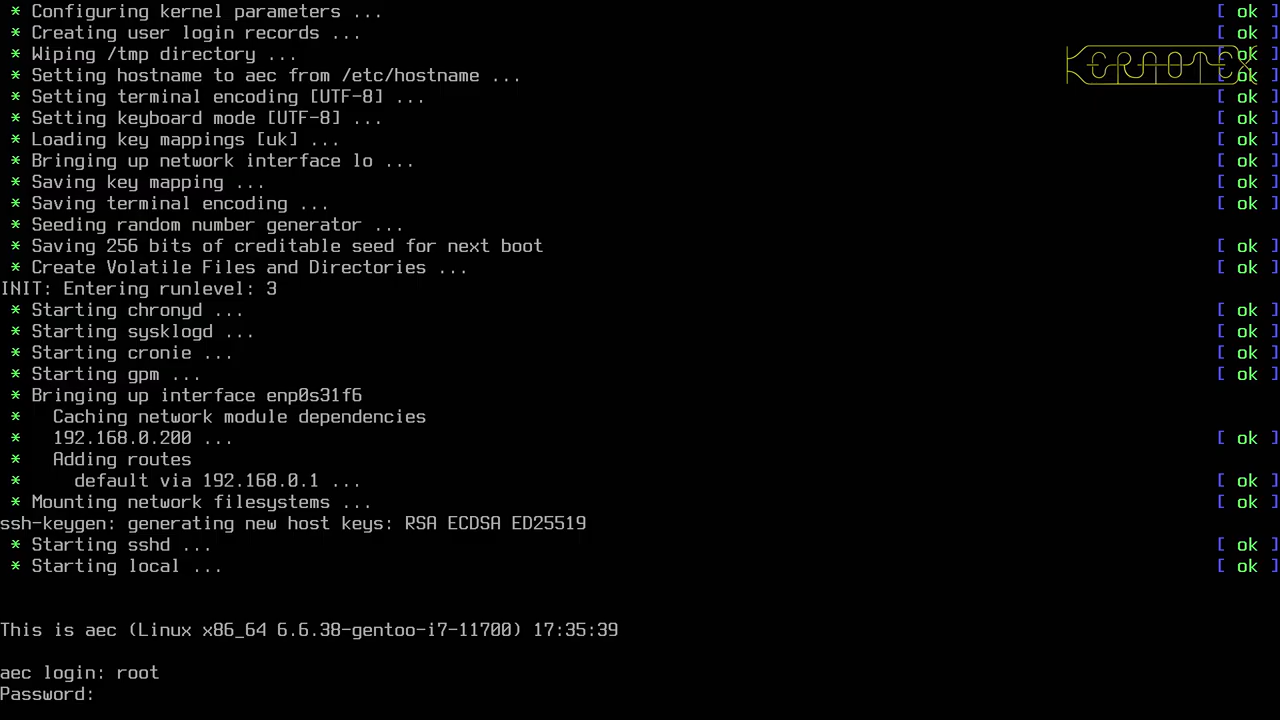 * Configuring kernel parameters ... [ ok ]
* Creating user login records ... [ ok ]
* Wiping /tmp directory ... [ ok ]
* Setting hostname to aec from /etc/hostname ... [ ok ]
* Setting terminal encoding [UTF-8] ... [ ok ]
* Setting keyboard mode [UTF-8] ... [ ok ]
* Loading key mappings [uk] ... [ ok ]
* Bringing up network interface lo ... [ ok ]
* Saving key mapping ... [ ok ]
* Saving terminal encoding ... [ ok ]
* Seeding random number generator ...
* Saving 256 bits of creditable seed for next boot [ ok ]
* Create Volatile Files and Directories ... [ ok ]
INIT: Entering runlevel: 3
* Starting chronyd ... [ ok ]
* Starting sysklogd ... [ ok ]
* Starting cronie ... [ ok ]
* Starting gpm ... [ ok ]
* Bringing up interface enp0s31f6
* Caching network module dependencies
* 192.168.0.200 ... [ ok ]
* Adding routes
* default via 192.168.0.1 ... [ ok ]
* Mounting network filesystems ... [ ok ]
ssh-keygen: generating new host keys: RSA ECDSA ED25519
* Starting sshd ... [ ok ]
* Starting local ... [ ok ]
This is aec (Linux x86_64 6.6.38-gentoo-i7-11700) 17:35:39
aec login: root
Password: